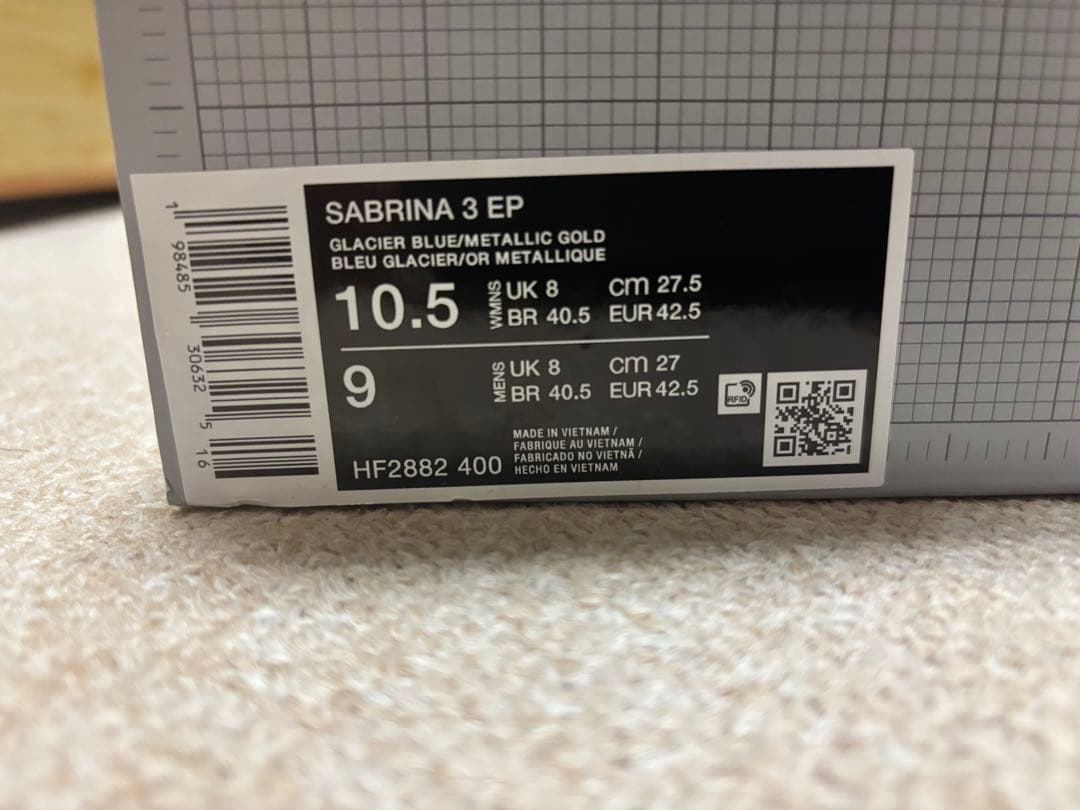 SABRINA 3 EP
GLACIER BLUE/METALLIC GOLD
BLEU GLACIER/OR METALLIQUE
10.5 WMNS UK 8 cm 27.5
BR 40.5 EUR 42.5
9 MENS UK 8 cm 27
BR 40.5 EUR 42.5
RFID
MADE IN VIETNAM /
FABRIQUE AU VIETNAM /
FABRICADO NO VIETNÃ /
HECHO EN VIETNAM
HF2882 400
1 98485 30632 5 16